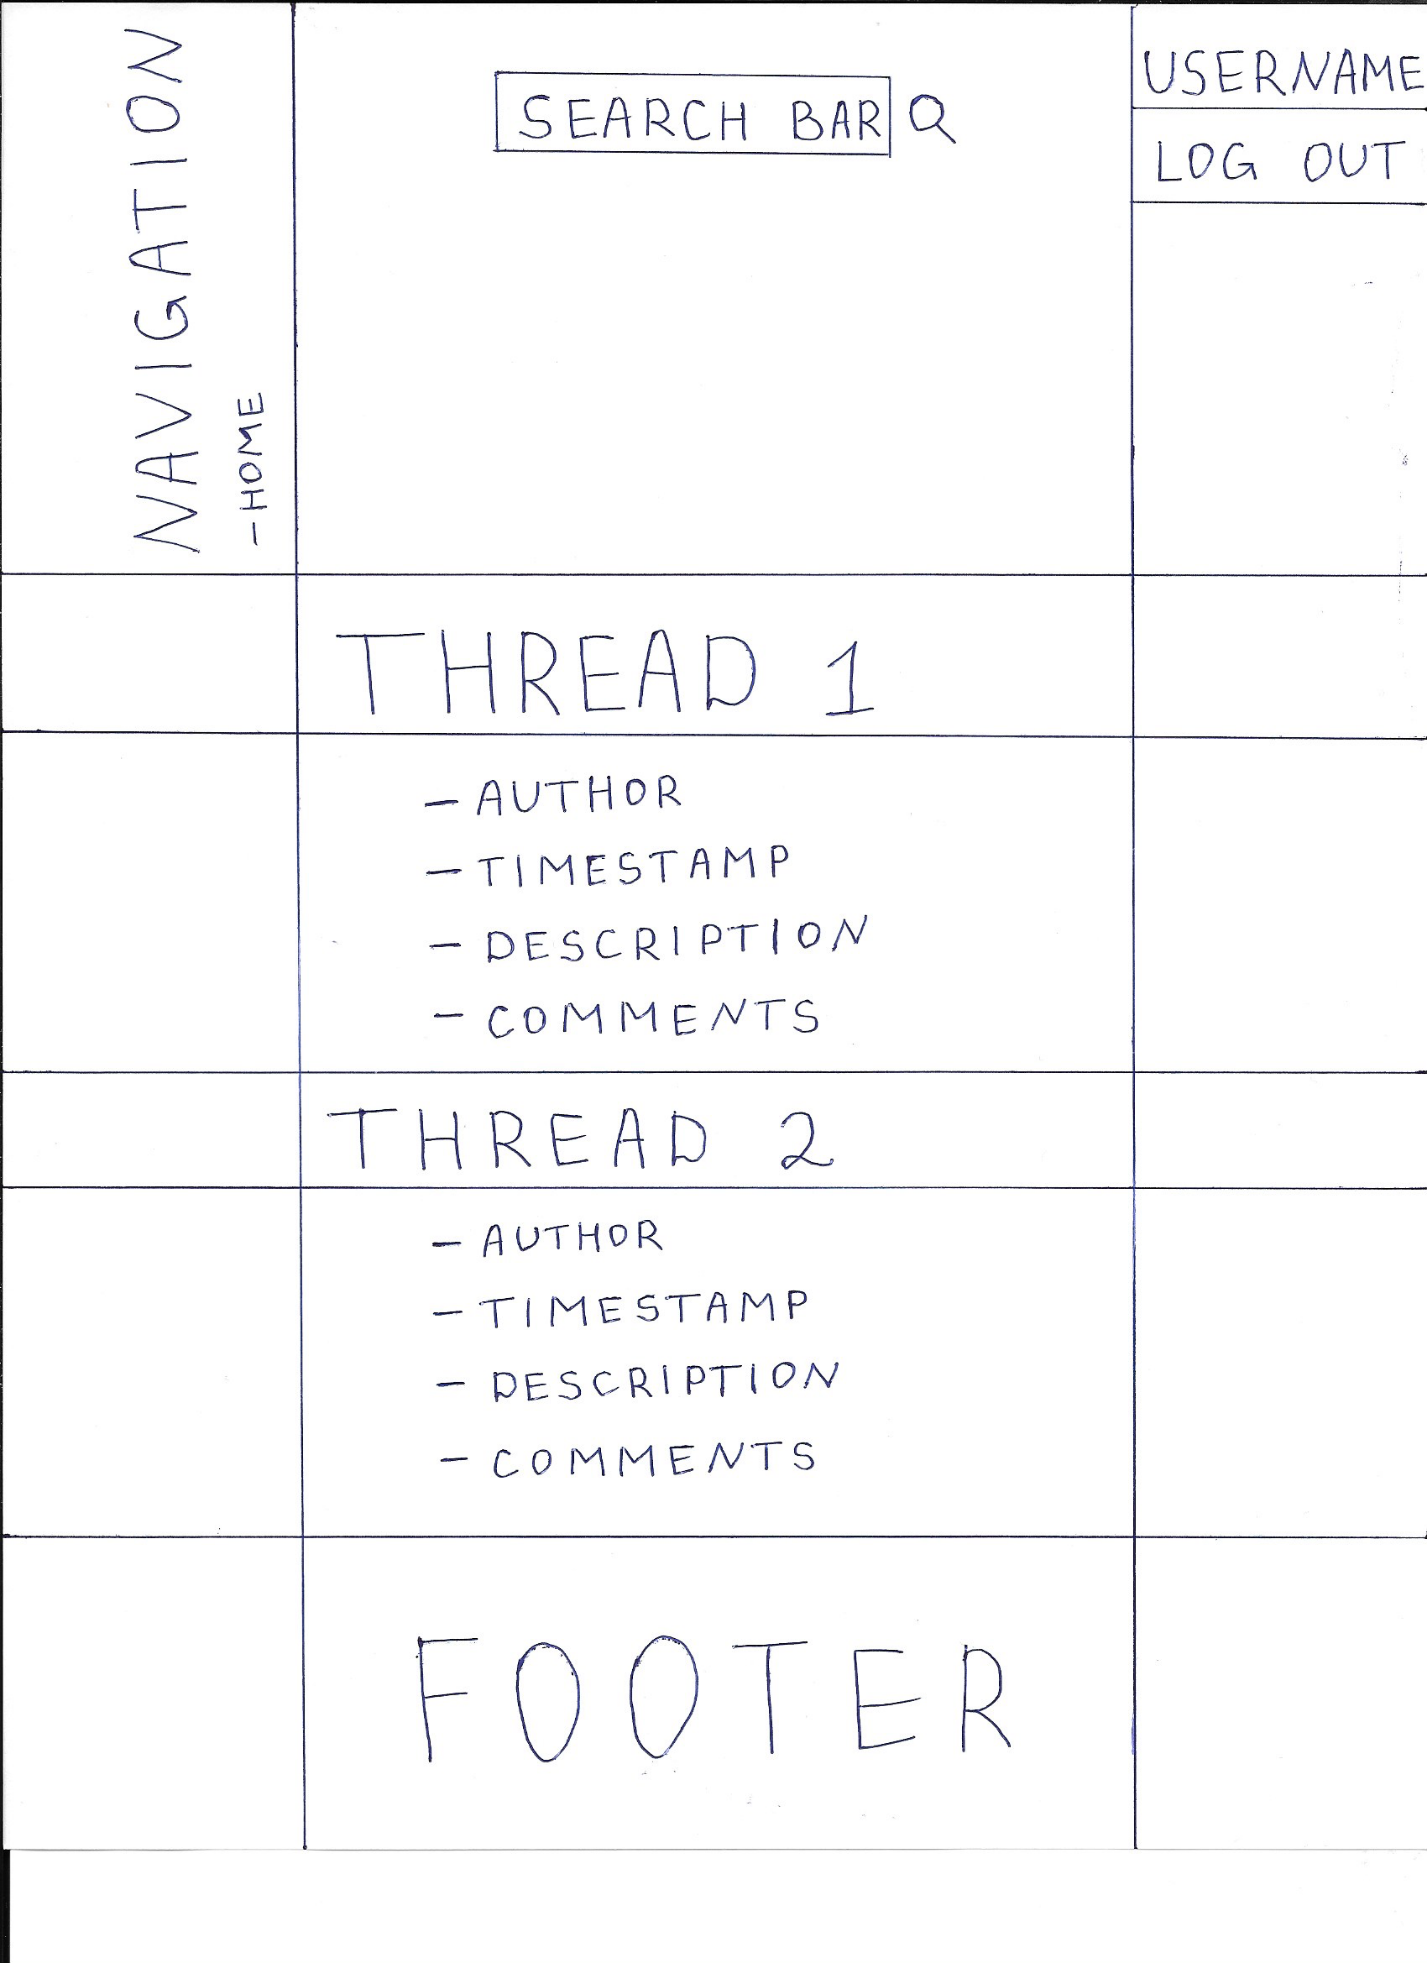 NAVIGATION
-HOME
SEARCH BAR
USERNAME
LOG OUT
THREAD 1
- AUTHOR
- TIMESTAMP
- DESCRIPTION
- COMMENTS
THREAD 2
- AUTHOR
- TIMESTAMP
- DESCRIPTION
- COMMENTS
FOOTER